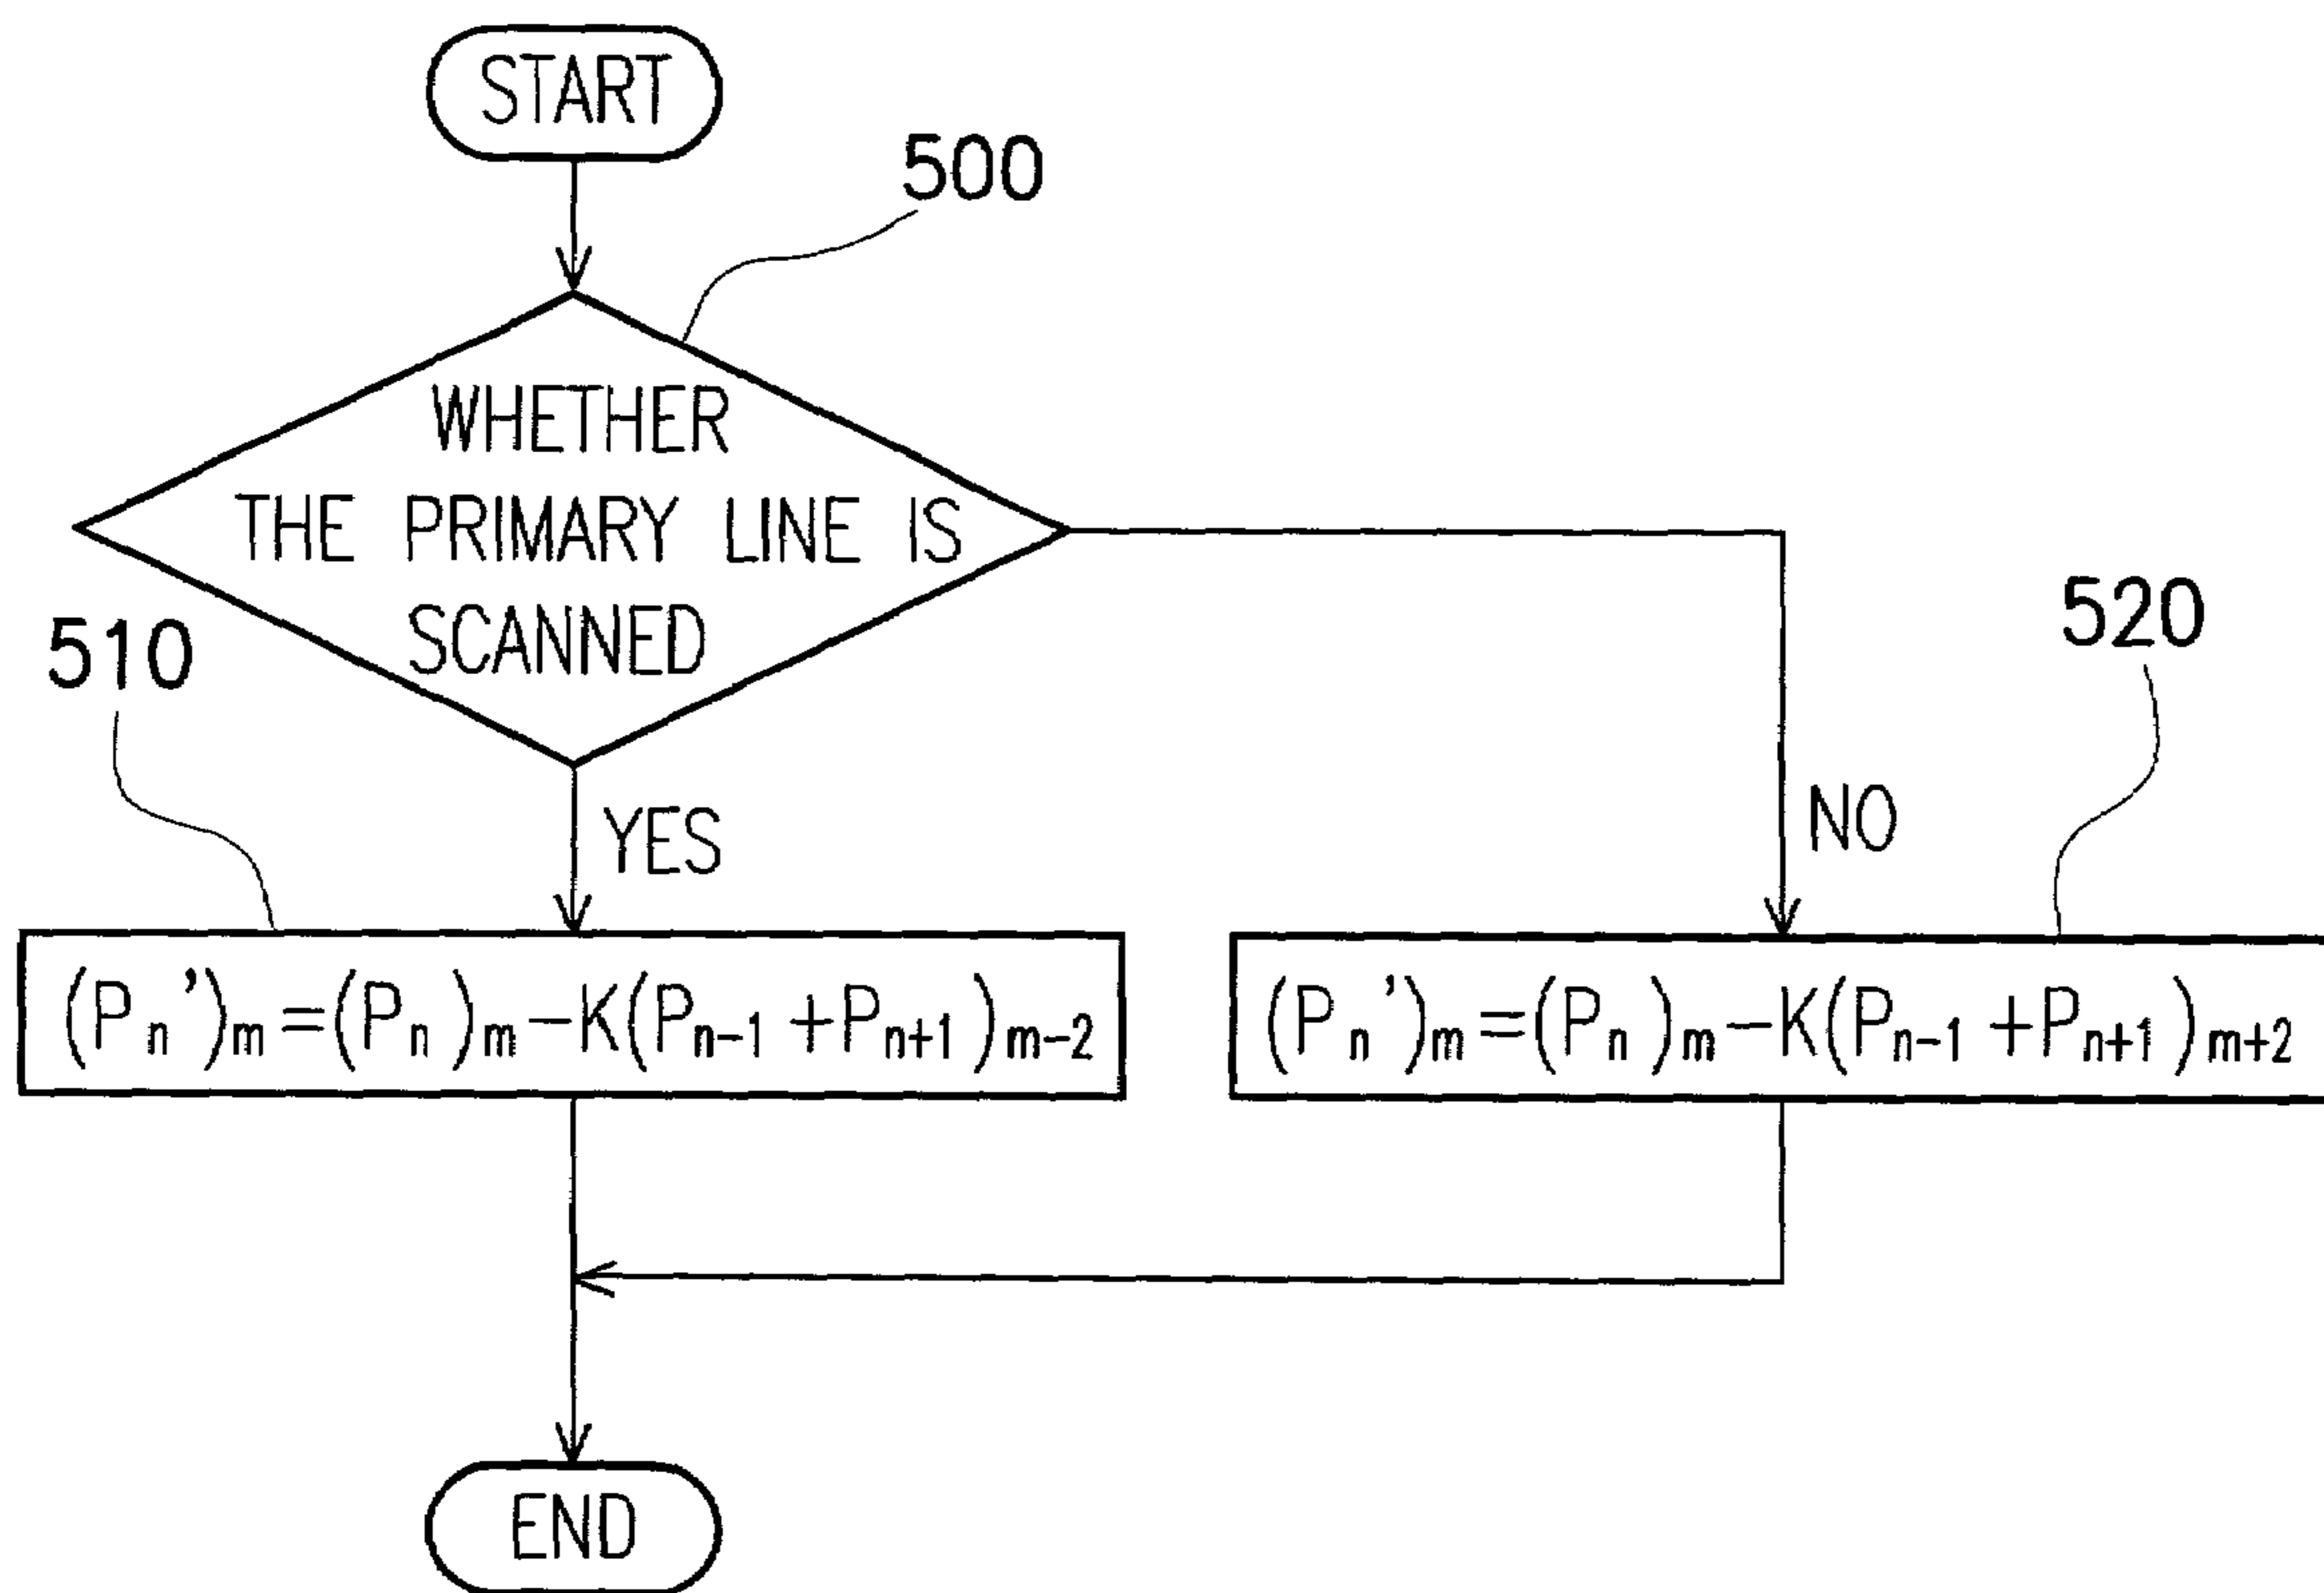 START
500
WHETHER
THE PRIMARY LINE IS
SCANNED
510
520
YES
NO
(Pn')m=(Pn)m−K(Pn-1+Pn+1)m-2
(Pn')m=(Pn)m−K(Pn-1+Pn+1)m+2
END